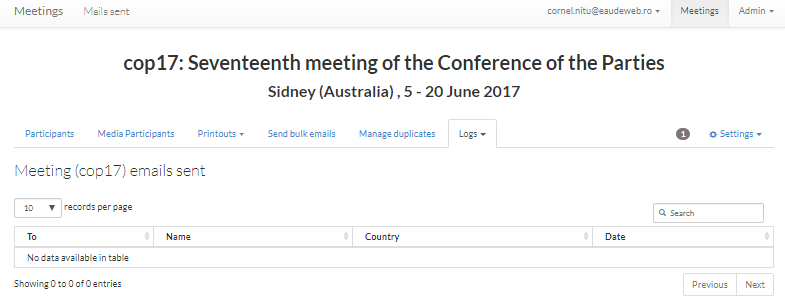 Meetings Mails sent cornel.nitu@eaudeweb.ro Meetings Admin
cop17: Seventeenth meeting of the Conference of the Parties
Sidney (Australia) , 5 - 20 June 2017
Participants Media Participants Printouts Send bulk emails Manage duplicates Logs 1 Settings
Meeting (cop17) emails sent
10 records per page Search
To Name Country Date
No data available in table
Showing 0 to 0 of 0 entries Previous Next